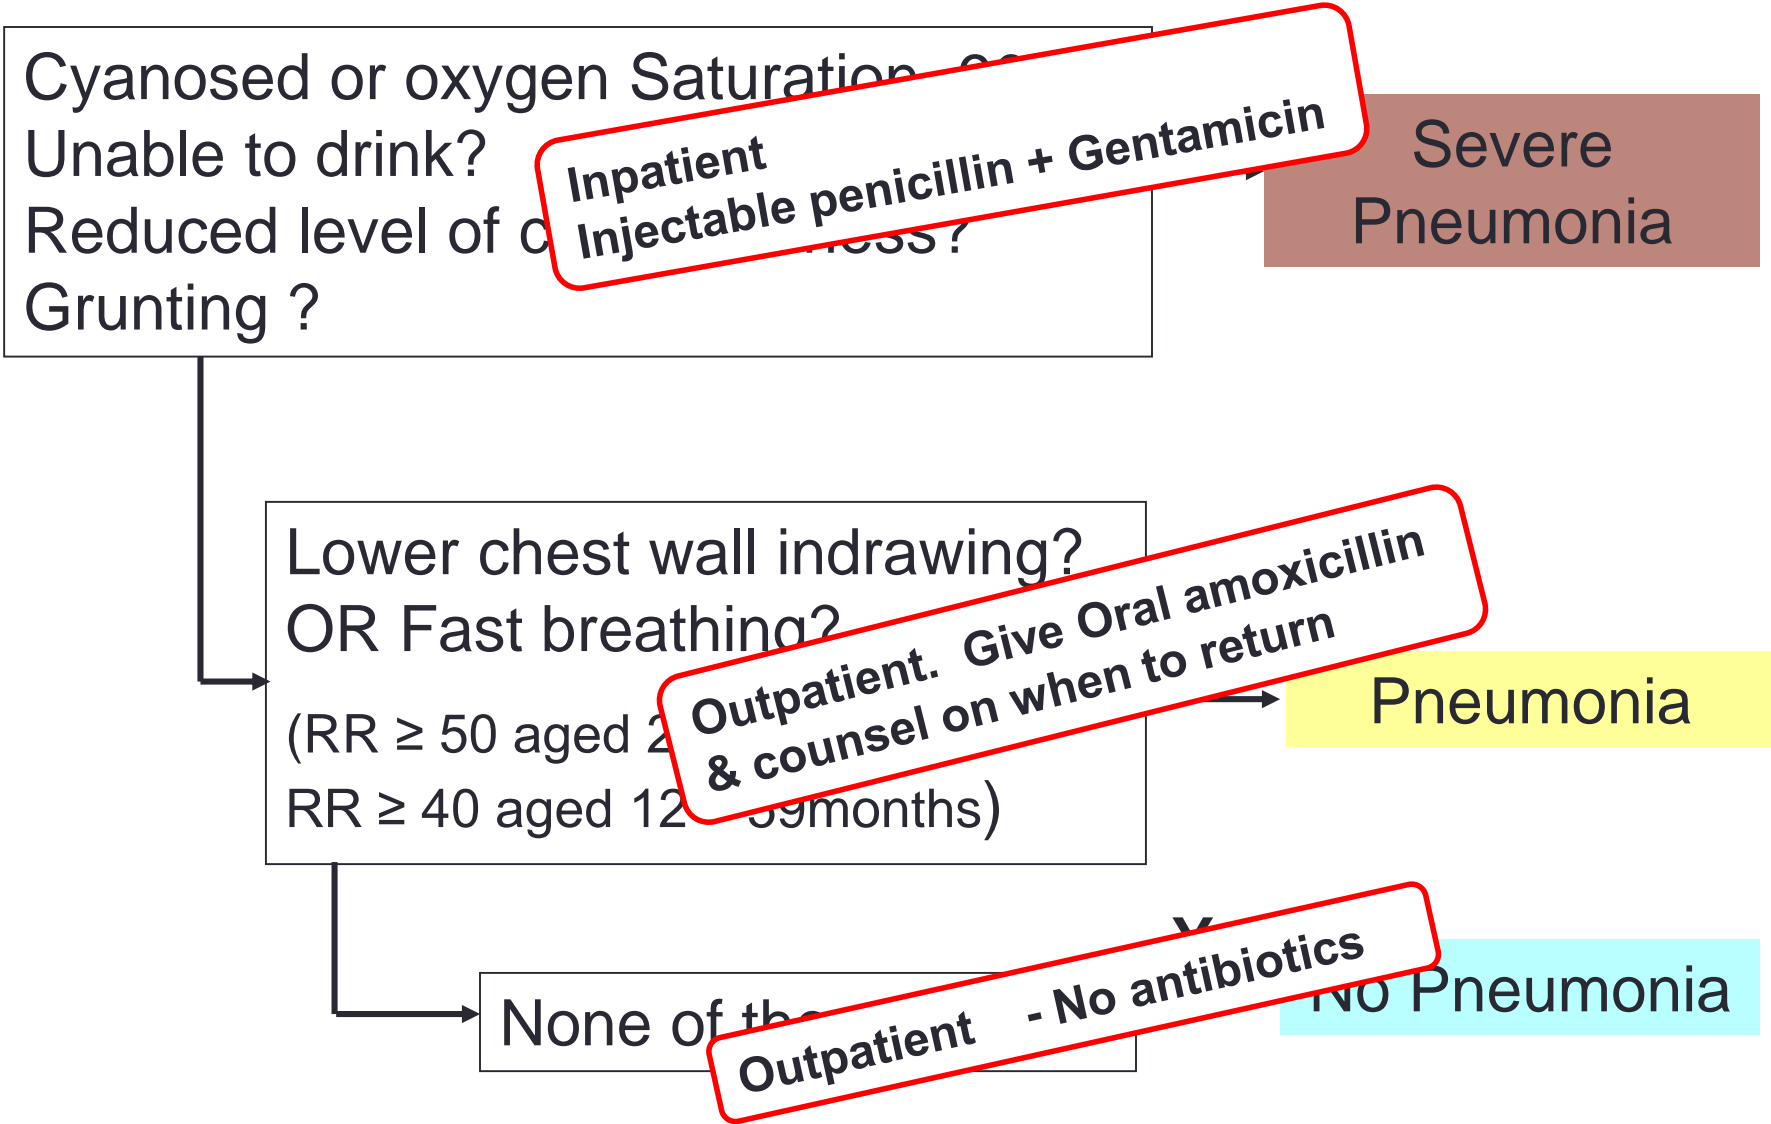 Cyanosed or oxygen Saturation
Unable to drink?
Reduced level of
Grunting ?
Inpatient
Injectable penicillin + Gentamicin
Severe
Pneumonia
Lower chest wall indrawing?
OR Fast breathing?
(RR ≥ 50 aged
RR ≥ 40 aged 12 59months)
Outpatient. Give Oral amoxicillin
& counsel on when to return
Pneumonia
None of
Outpatient - No antibiotics
No Pneumonia